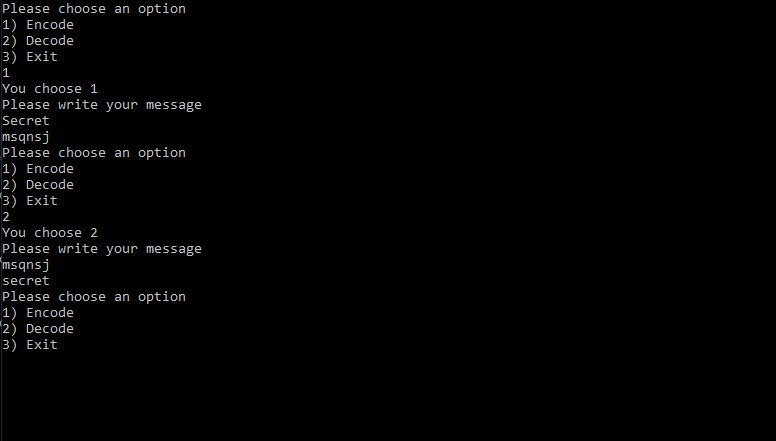 Please choose an option
1) Encode
2) Decode
3) Exit
1
You choose 1
Please write your message
Secret
msqnsj
Please choose an option
1) Encode
2) Decode
3) Exit
2
You choose 2
Please write your message
msqnsj
secret
Please choose an option
1) Encode
2) Decode
3) Exit